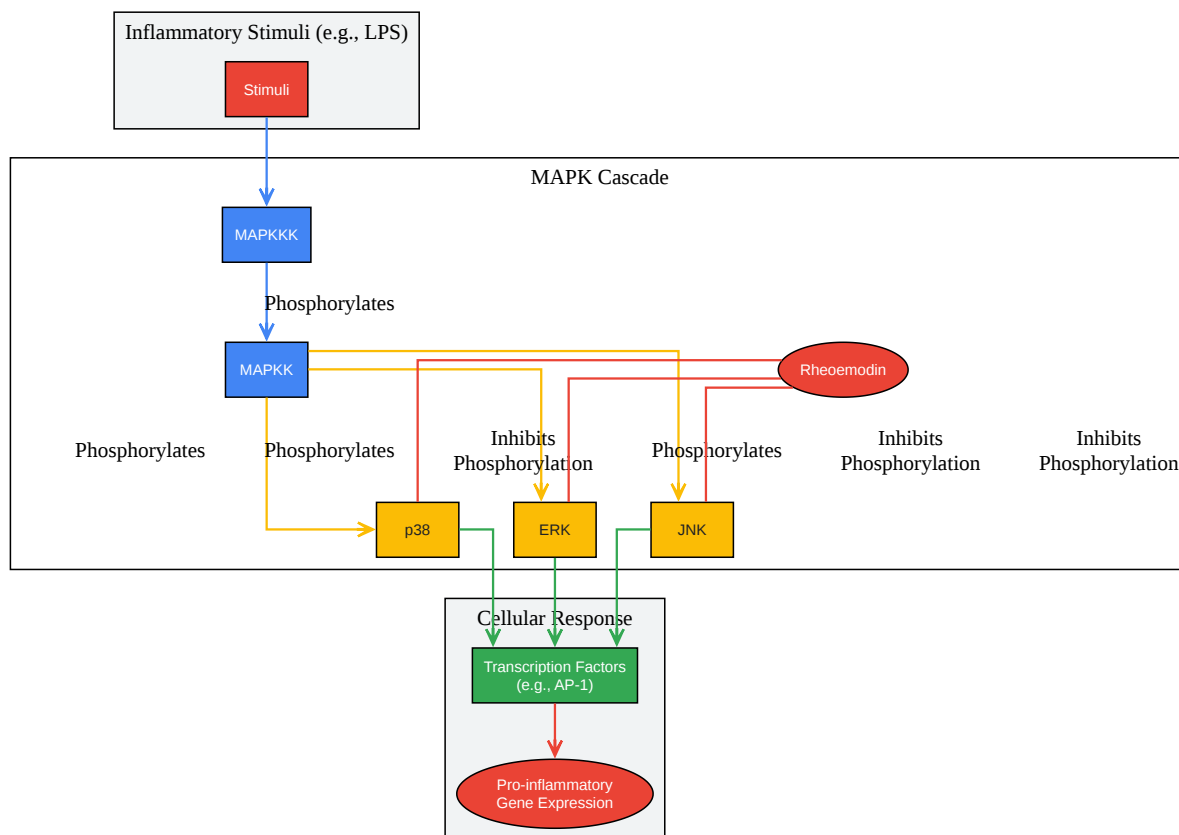 Inflammatory Stimuli (e.g., LPS)
Stimuli
MAPK Cascade
MAPKKK
Phosphorylates
MAPKK
Rheoemodin
Phosphorylates
Phosphorylates
Inhibits
Phosphorylation
Phosphorylates
Inhibits
Phosphorylation
Inhibits
Phosphorylation
p38
ERK
JNK
Cellular Response
Transcription Factors
(e.g., AP-1)
Pro-inflammatory
Gene Expression